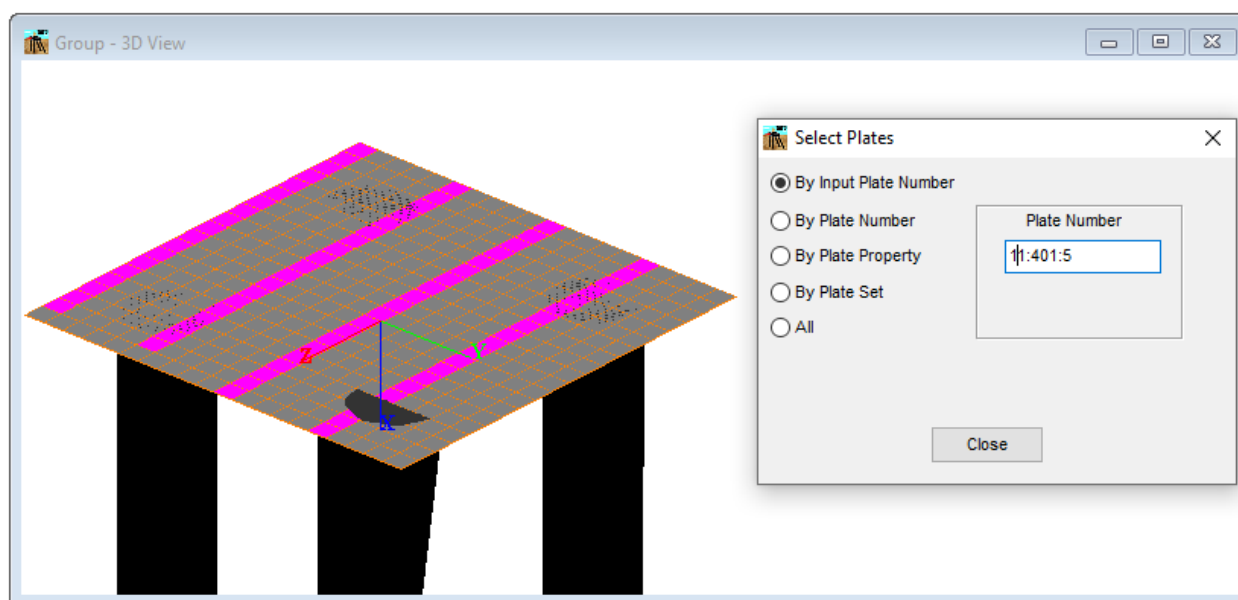 Group - 3D View
Select Plates
By Input Plate Number
By Plate Number
By Plate Property
By Plate Set
All
Plate Number
11:401:5
Close
Z
Y
X